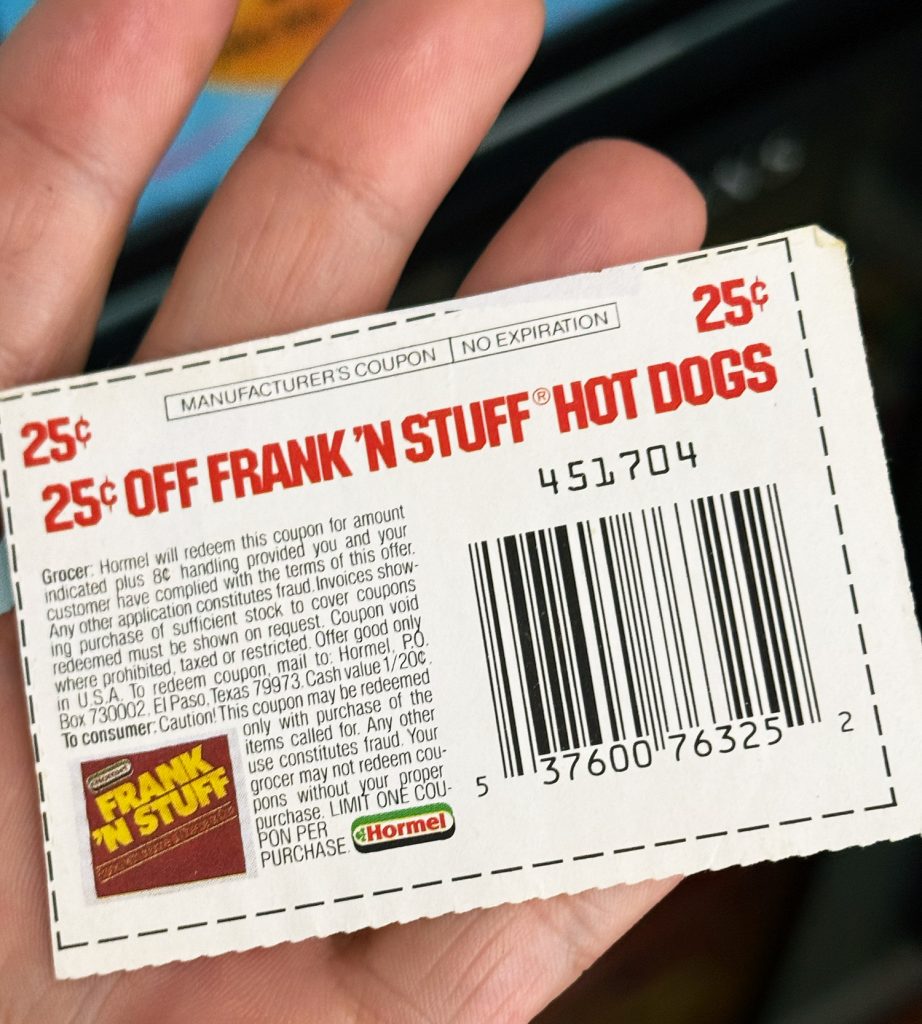 MANUFACTURER'S COUPON | NO EXPIRATION
25¢
25¢
25¢ OFF FRANK 'N STUFF® HOT DOGS
451704
Grocer: Hormel will redeem this coupon for amount
indicated plus 8¢ handling provided you and your
customer have complied with the terms of this offer.
Any other application constitutes fraud. Invoices show-
ing purchase of sufficient stock to cover coupons
redeemed must be shown on request. Coupon void
where prohibited, taxed or restricted. Offer good only
in U.S.A. To redeem coupon, mail to: Hormel, P.O.
Box 730002, El Paso, Texas 79973. Cash value 1/20¢.
To consumer: Caution! This coupon may be redeemed
only with purchase of the
items called for. Any other
use constitutes fraud. Your
grocer may not redeem cou-
pons without your proper
purchase. LIMIT ONE COU-
PON PER
PURCHASE.
FRANK
'N STUFF
Hormel
5 37600 76325 2